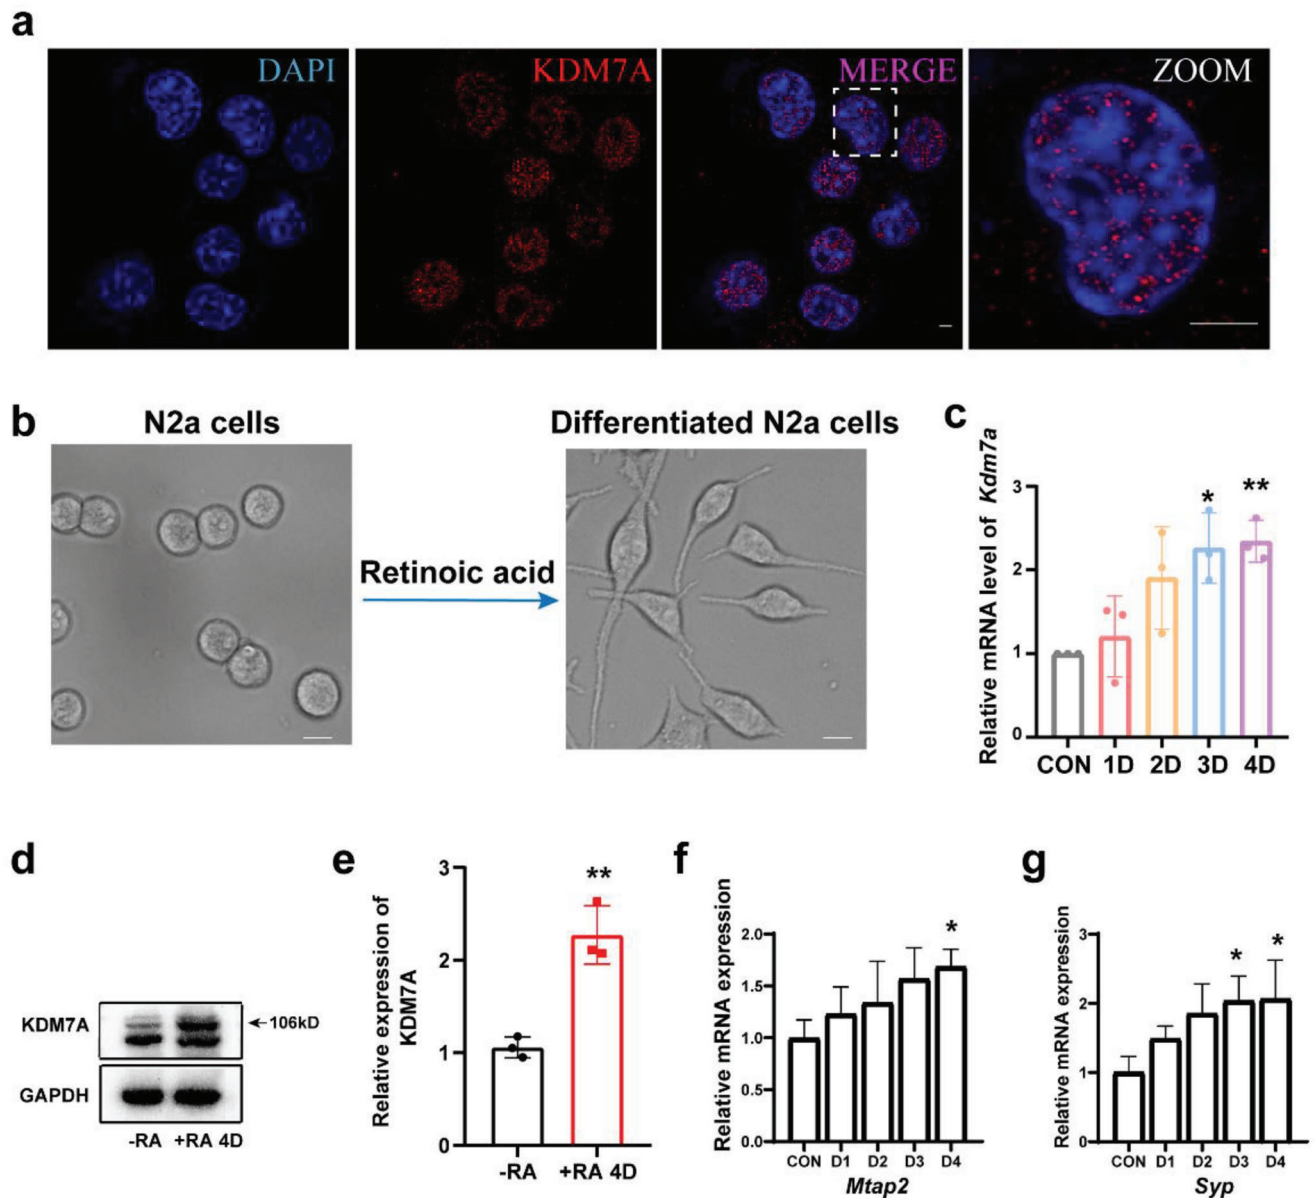 a
DAPI
KDM7A
MERGE
ZOOM
b
N2a cells
Retinoic acid
Differentiated N2a cells
c
Relative mRNA level of Kdm7a
3
2
1
0
CON 1D 2D 3D 4D
* **
d
KDM7A
←106kD
GAPDH
-RA +RA 4D
e
Relative expression of
KDM7A
3
2
1
0
**
-RA +RA 4D
f
Relative mRNA expression
2.0
1.5
1.0
0.5
0.0
*
CON D1 D2 D3 D4
Mtap2
g
Relative mRNA expression
3
2
1
0
* *
CON D1 D2 D3 D4
Syp